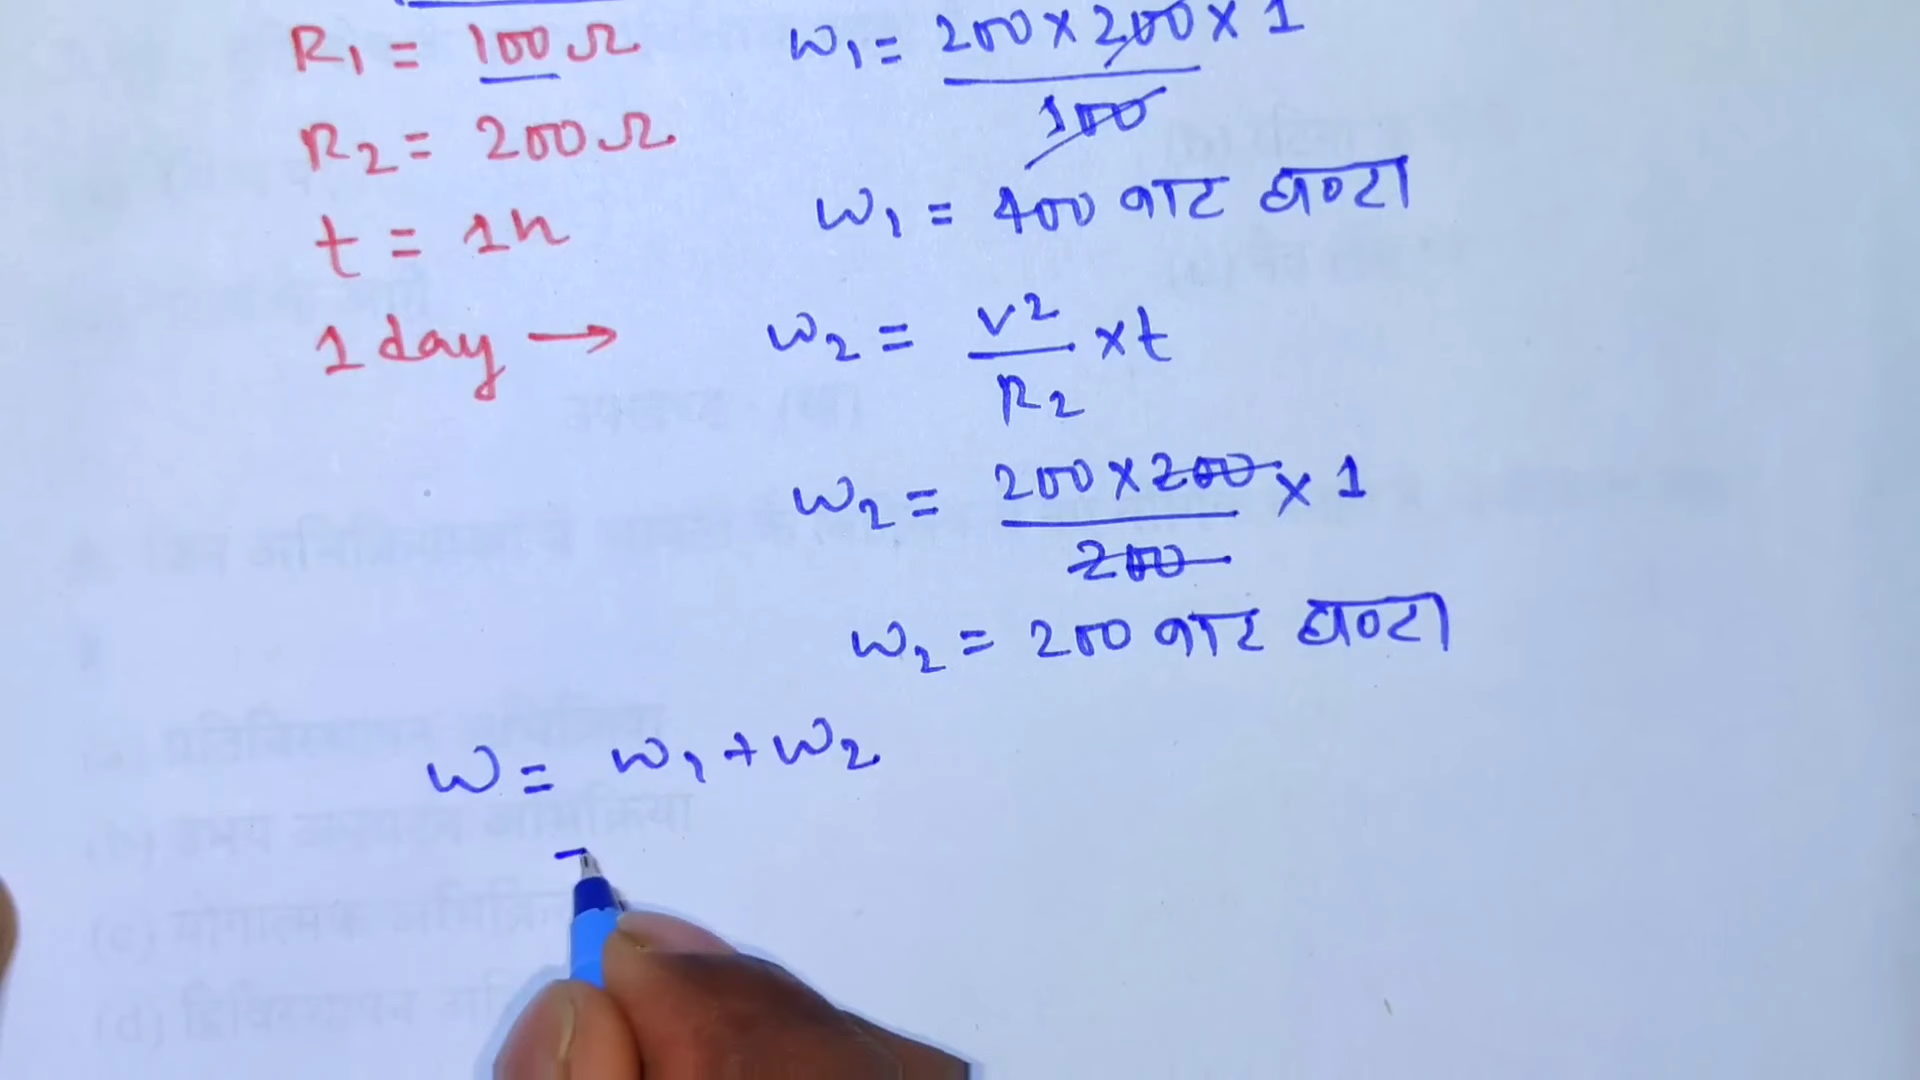 R₁ = 100 Ω
R₂ = 200 Ω
t = 1h
1 day →
W₁ = 200 × 200 × 1
100
W₁ = 400 वाट घण्टा
W₂ = V² × t
R₂
W₂ = 200 × 200 × 1
200
W₂ = 200 वाट घण्टा
W = W₁ + W₂